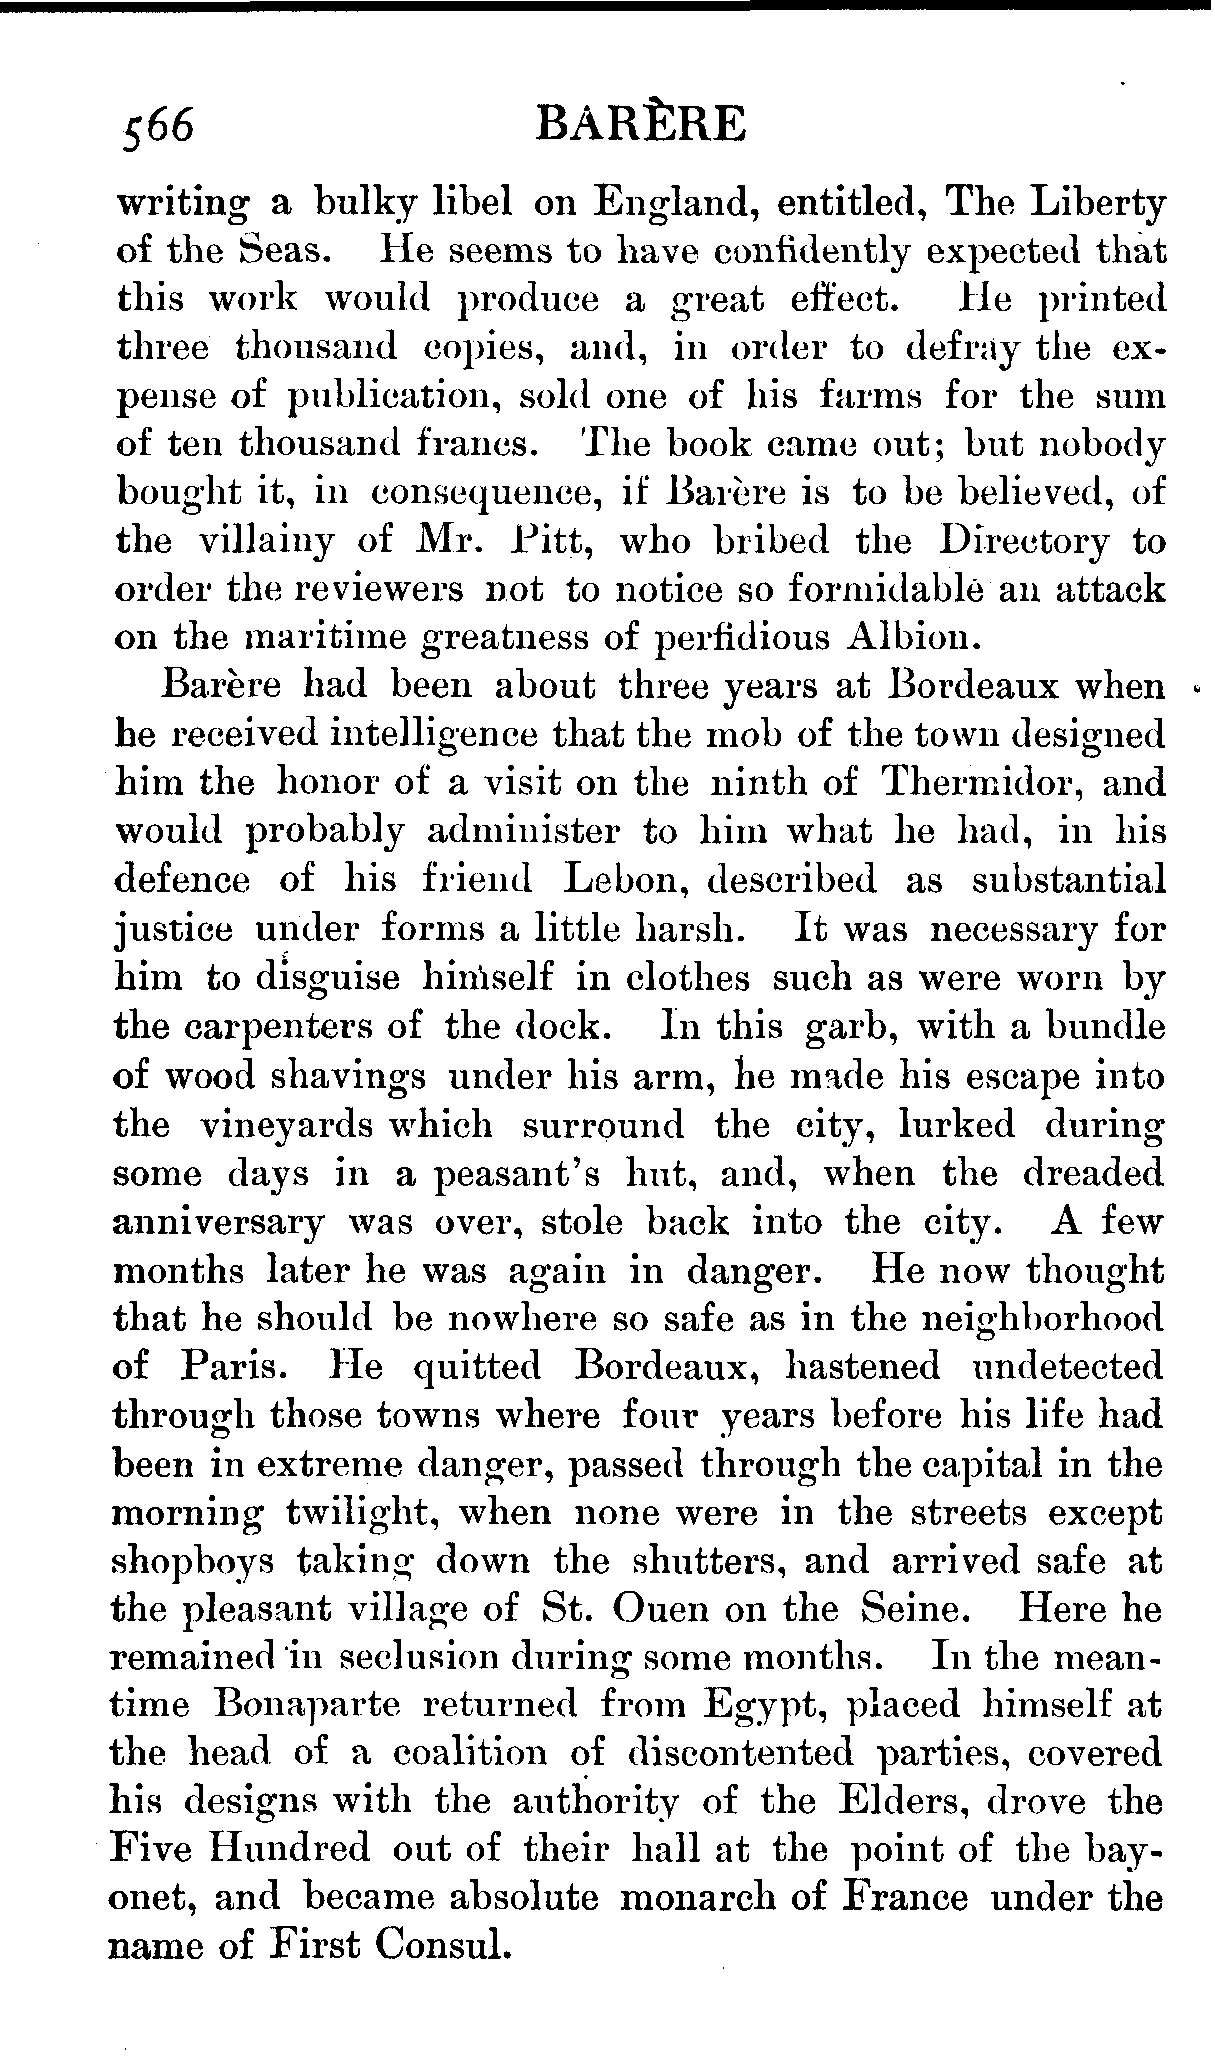 566 BARÈRE
writing a bulky libel on England, entitled, The Liberty
of the Seas. He seems to have confidently expected that
this work would produce a great effect. He printed
three thousand copies, and, in order to defray the ex-
pense of publication, sold one of his farms for the sum
of ten thousand francs. The book came out; but nobody
bought it, in consequence, if Barère is to be believed, of
the villainy of Mr. Pitt, who bribed the Directory to
order the reviewers not to notice so formidable an attack
on the maritime greatness of perfidious Albion.
Barère had been about three years at Bordeaux when
he received intelligence that the mob of the town designed
him the honor of a visit on the ninth of Thermidor, and
would probably administer to him what he had, in his
defence of his friend Lebon, described as substantial
justice under forms a little harsh. It was necessary for
him to disguise himself in clothes such as were worn by
the carpenters of the dock. In this garb, with a bundle
of wood shavings under his arm, he made his escape into
the vineyards which surround the city, lurked during
some days in a peasant's hut, and, when the dreaded
anniversary was over, stole back into the city. A few
months later he was again in danger. He now thought
that he should be nowhere so safe as in the neighborhood
of Paris. He quitted Bordeaux, hastened undetected
through those towns where four years before his life had
been in extreme danger, passed through the capital in the
morning twilight, when none were in the streets except
shopboys taking down the shutters, and arrived safe at
the pleasant village of St. Ouen on the Seine. Here he
remained in seclusion during some months. In the mean-
time Bonaparte returned from Egypt, placed himself at
the head of a coalition of discontented parties, covered
his designs with the authority of the Elders, drove the
Five Hundred out of their hall at the point of the bay-
onet, and became absolute monarch of France under the
name of First Consul.